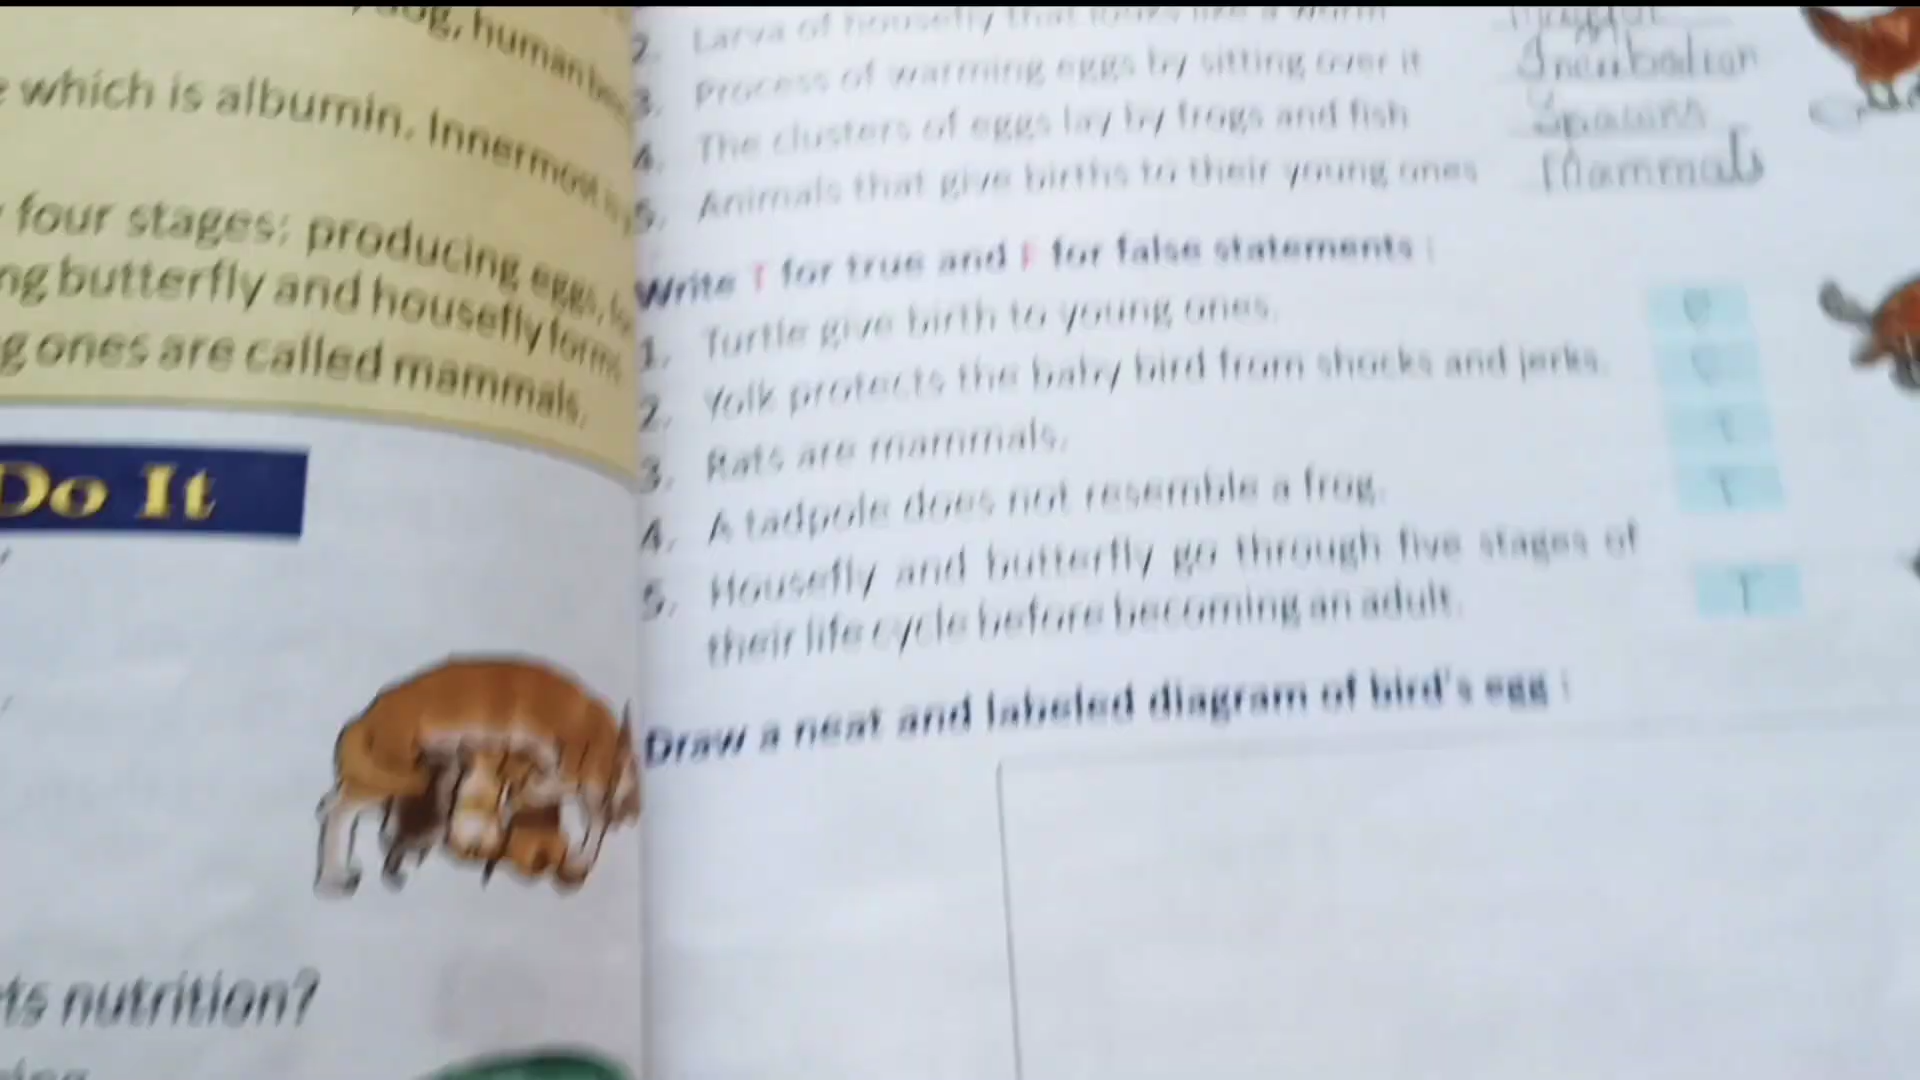 dog, human
which is albumin. Innermost
four stages: producing eggs,
ng butterfly and housefly form
g ones are called mammals.
Do It
ts nutrition?
2. Larva of housefly that looks like a worm
3. Process of warming eggs by sitting over it Incubation
4. The clusters of eggs lay by frogs and fish Spawns
5. Animals that give births to their young ones Mammals
Write T for true and F for false statements :
1. Turtle give birth to young ones.
2. Yolk protects the baby bird from shocks and jerks.
3. Rats are mammals. T
4. A tadpole does not resemble a frog. T
5. Housefly and butterfly go through five stages of
their life cycle before becoming an adult. T
Draw a neat and labeled diagram of bird's egg :